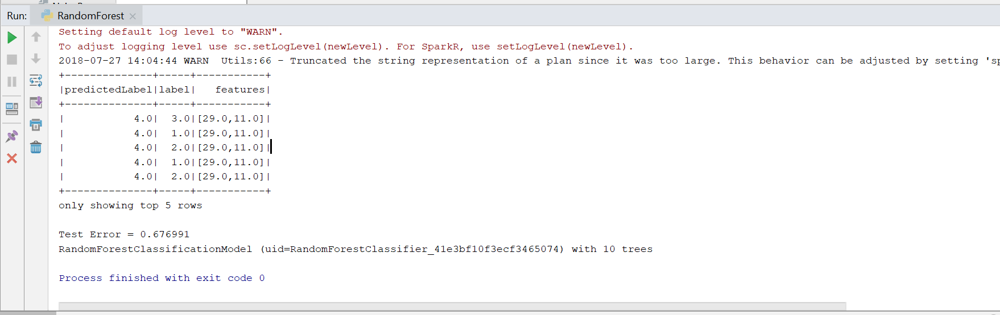 Run: RandomForest
Setting default log level to "WARN".
To adjust logging level use sc.setLogLevel(newLevel). For SparkR, use setLogLevel(newLevel).
2018-07-27 14:04:44 WARN  Utils:66 - Truncated the string representation of a plan since it was too large. This behavior can be adjusted by setting 'sp
+--------------+-----+-----------+
|predictedLabel|label|   features|
+--------------+-----+-----------+
|           4.0|  3.0|[29.0,11.0]|
|           4.0|  1.0|[29.0,11.0]|
|           4.0|  2.0|[29.0,11.0]|
|           4.0|  1.0|[29.0,11.0]|
|           4.0|  2.0|[29.0,11.0]|
+--------------+-----+-----------+
only showing top 5 rows
Test Error = 0.676991
RandomForestClassificationModel (uid=RandomForestClassifier_41e3bf10f3ecf3465074) with 10 trees
Process finished with exit code 0